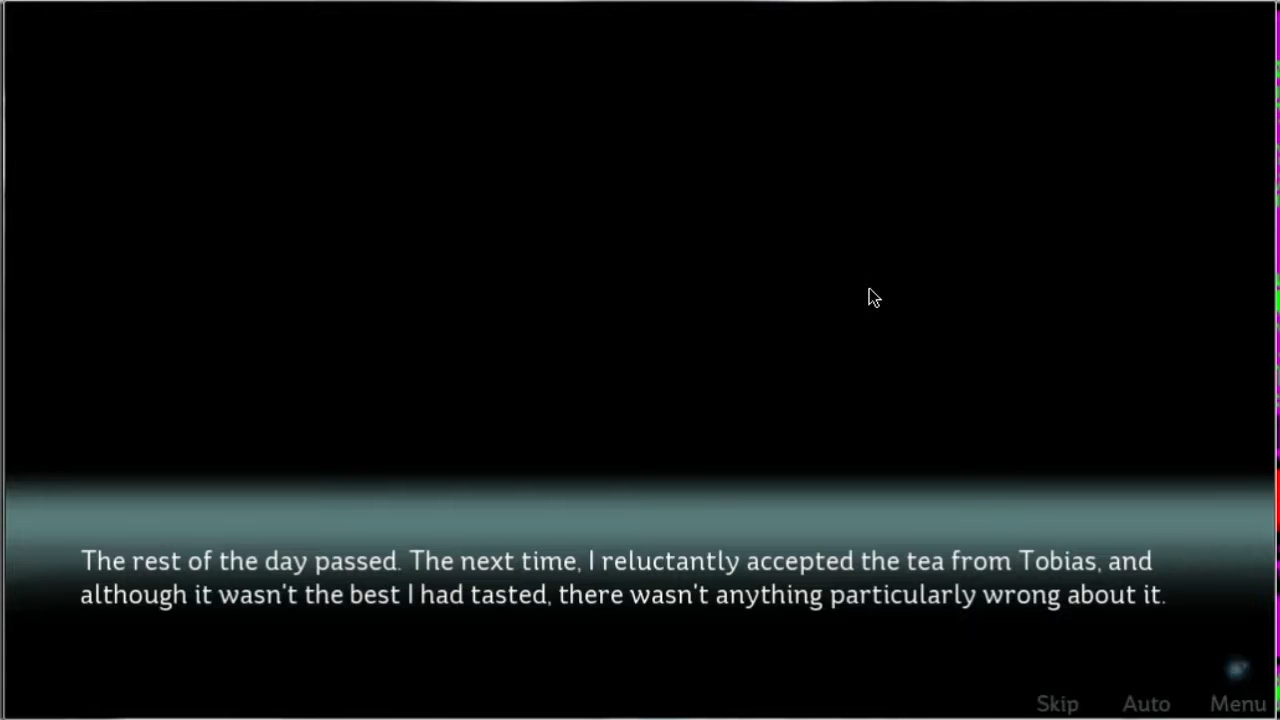 The rest of the day passed. The next time, I reluctantly accepted the tea from Tobias, and
although it wasn't the best I had tasted, there wasn't anything particularly wrong about it.
Skip Auto Menu